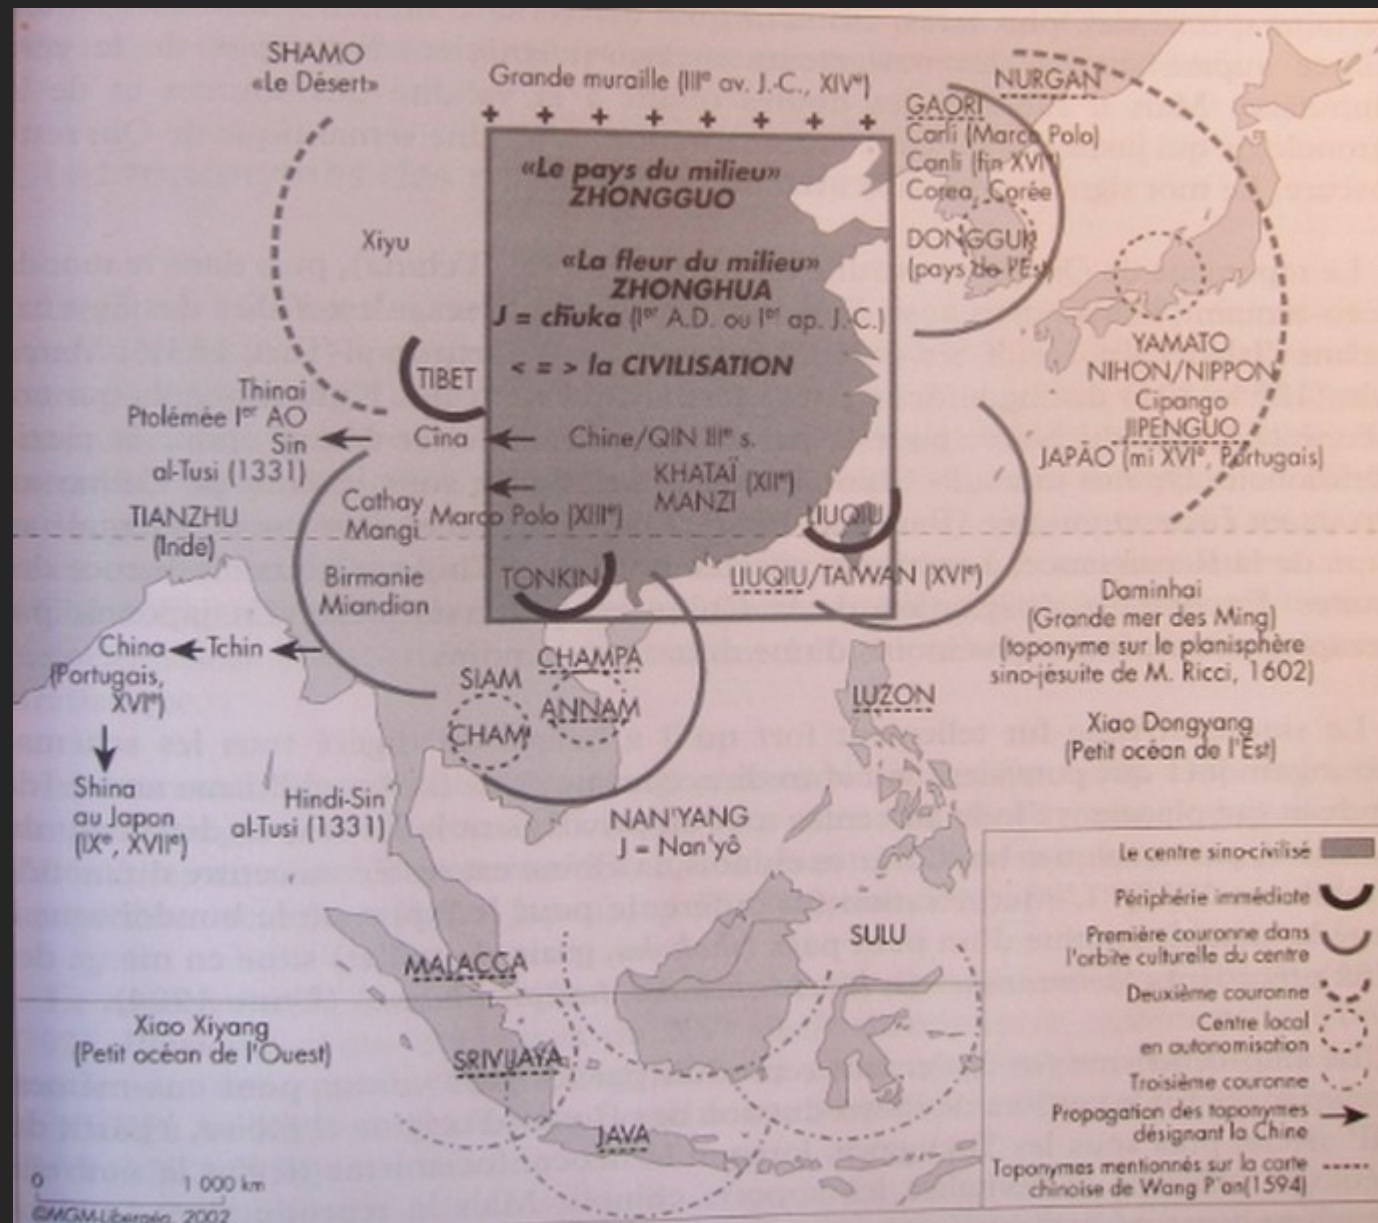 SHAMO
«Le Désert»
Grande muraille (IIIe av. J.-C., XIVe)
NURGAN
GAORI
Carli (Marco Polo)
Canli (fin XVIe)
Corea, Corée
DONGGUK
(pays de l'Est)
«Le pays du milieu»
ZHONGGUO
«La fleur du milieu»
ZHONGHUA
J = chuka (Ier A.D. ou Ier ap. J.-C.)
< = > la CIVILISATION
Xiyu
TIBET
YAMATO
NIHON/NIPPON
Cipango
JIPENGUO
JAPÃO (mi XVIe, Portugais)
Thinai
Ptolémée Ier AO
Sin
al-Tusi (1331)
Cīna
Chine/QIN IIIe s.
KHATAÏ
MANZI
(XIIe)
Cathay
Mangi
Marco Polo (XIIIe)
LIUQIU
TIANZHU
(Inde)
Birmanie
Miandian
TONKIN
LIUQIU/TAIWAN (XVIe)
Daminhai
(Grande mer des Ming)
(toponyme sur le planisphère
sino-jésuite de M. Ricci, 1602)
China
Tchin
(Portugais,
XVIe)
CHAMPA
SIAM
ANNAM
CHAM
LUZON
Xiao Dongyang
(Petit océan de l'Est)
Shina
au Japon
(IXe, XVIIe)
Hindi-Sin
al-Tusi (1331)
NAN'YANG
J = Nan'yô
SULU
MALACCA
Xiao Xiyang
(Petit océan de l'Ouest)
SRIVIJAYA
JAVA
Le centre sino-civilisé
Périphérie immédiate
Première couronne dans
l'orbite culturelle du centre
Deuxième couronne
Centre local
en autonomisation
Troisième couronne
Propagation des toponymes
désignant la Chine
Toponymes mentionnés sur la carte
chinoise de Wang P'an(1594)
0 1 000 km
©MGM-Libergéo, 2002